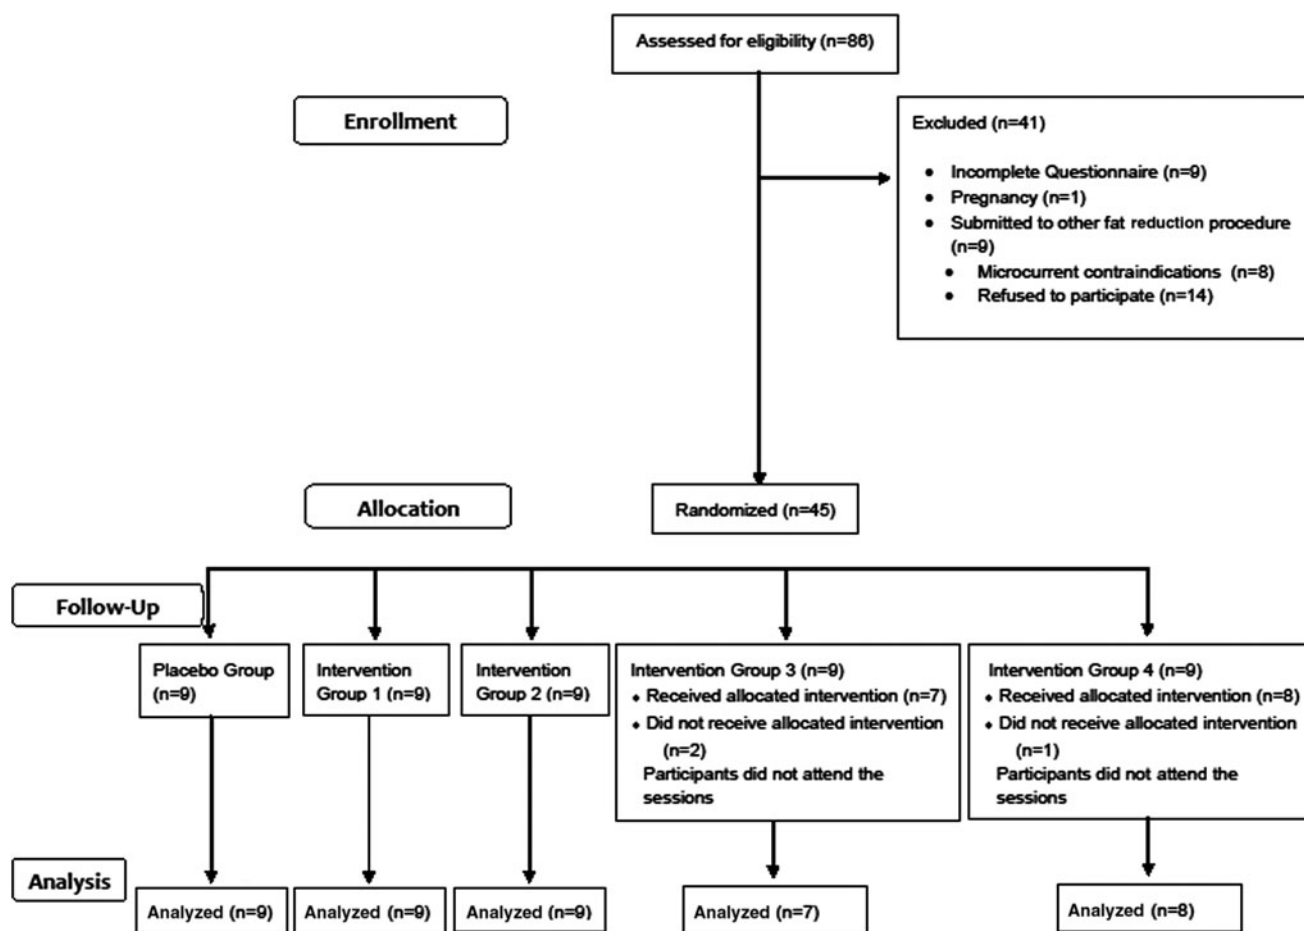 Assessed for eligibility (n=86)
Enrollment
Excluded (n=41)
• Incomplete Questionnaire (n=9)
• Pregnancy (n=1)
• Submitted to other fat reduction procedure
(n=9)
• Microcurrent contraindications (n=8)
• Refused to participate (n=14)
Allocation
Randomized (n=45)
Follow-Up
Placebo Group
(n=9)
Intervention
Group 1 (n=9)
Intervention
Group 2 (n=9)
Intervention Group 3 (n=9)
⬥ Received allocated intervention (n=7)
⬥ Did not receive allocated intervention
(n=2)
Participants did not attend the
sessions
Intervention Group 4 (n=9)
⬥ Received allocated intervention (n=8)
⬥ Did not receive allocated intervention
(n=1)
Participants did not attend the
sessions
Analysis
Analyzed (n=9)
Analyzed (n=9)
Analyzed (n=9)
Analyzed (n=7)
Analyzed (n=8)